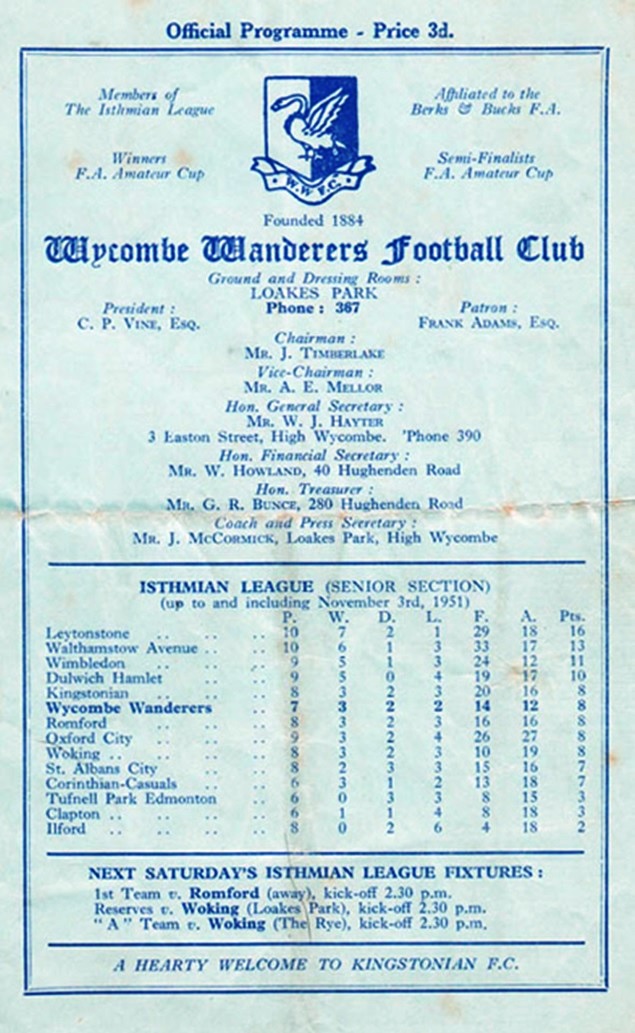 Official Programme - Price 3d.
Members of
The Isthmian League
Affiliated to the
Berks & Bucks F.A.
Winners
F.A. Amateur Cup
Semi-Finalists
F.A. Amateur Cup
W.W.F.C.
Founded 1884
Wycombe Wanderers Football Club
Ground and Dressing Rooms :
LOAKES PARK
Phone : 367
President :
C. P. VINE, ESQ.
Patron :
FRANK ADAMS, ESQ.
Chairman :
MR. J. TIMBERLAKE
Vice-Chairman :
MR. A. E. MELLOR
Hon. General Secretary :
MR. W. J. HAYTER
3 Easton Street, High Wycombe. 'Phone 390
Hon. Financial Secretary :
MR. W. HOWLAND, 40 Hughenden Road
Hon. Treasurer :
MR. G. R. BUNCE, 280 Hughenden Road
Coach and Press Secretary :
MR. J. MCCORMICK, Loakes Park, High Wycombe
ISTHMIAN LEAGUE (SENIOR SECTION)
(up to and including November 3rd, 1951)
P. W. D. L. F. A. Pts.
Leytonstone .. .. .. 10 7 2 1 29 18 16
Walthamstow Avenue .. .. 10 6 1 3 33 17 13
Wimbledon .. .. .. 9 5 1 3 24 12 11
Dulwich Hamlet .. .. 9 5 0 4 19 17 10
Kingstonian .. .. .. 8 3 2 3 20 16 8
Wycombe Wanderers .. 7 3 2 2 14 12 8
Romford .. .. .. 8 3 2 3 16 16 8
Oxford City .. .. .. 9 3 2 4 26 27 8
Woking .. .. .. .. 8 3 2 3 10 19 8
St. Albans City .. .. 8 2 3 3 15 16 7
Corinthian-Casuals .. .. 6 3 1 2 13 18 7
Tufnell Park Edmonton .. 6 0 3 3 8 15 3
Clapton .. .. .. .. 6 1 1 4 8 18 3
Ilford .. .. .. .. 8 0 2 6 4 18 2
NEXT SATURDAY'S ISTHMIAN LEAGUE FIXTURES :
1st Team v. Romford (away), kick-off 2.30 p.m.
Reserves v. Woking (Loakes Park), kick-off 2.30 p.m.
" A " Team v. Woking (The Rye), kick-off 2.30 p.m.
A HEARTY WELCOME TO KINGSTONIAN F.C.